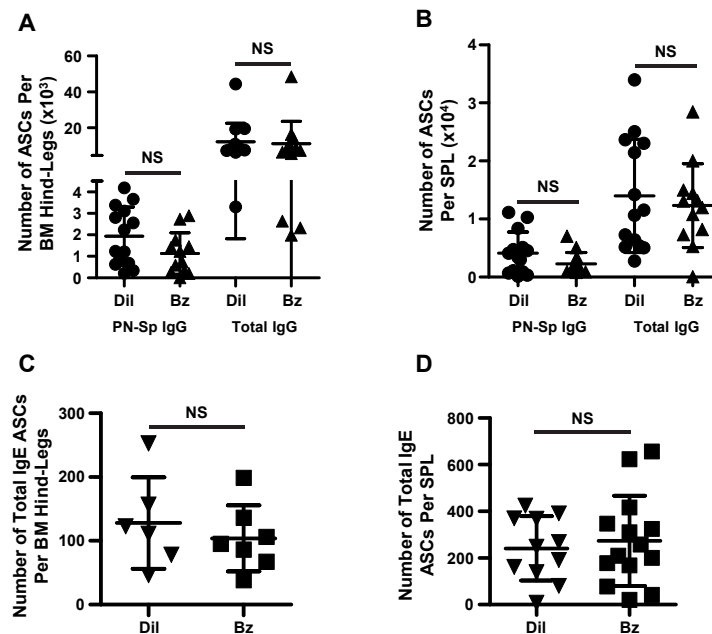 A
Number of ASCs Per
BM Hind-Legs (x10³)
60
40
20
4
3
2
1
0
NS
NS
Dil
Bz
Dil
Bz
PN-Sp IgG
Total IgG
B
Number of ASCs
Per SPL (x10⁴)
4
3
2
1
0
NS
NS
Dil
Bz
Dil
Bz
PN-Sp IgG
Total IgG
C
Number of Total IgE ASCs
Per BM Hind-Legs
300
200
100
0
NS
Dil
Bz
D
Number of Total IgE
ASCs Per SPL
800
600
400
200
0
NS
Dil
Bz